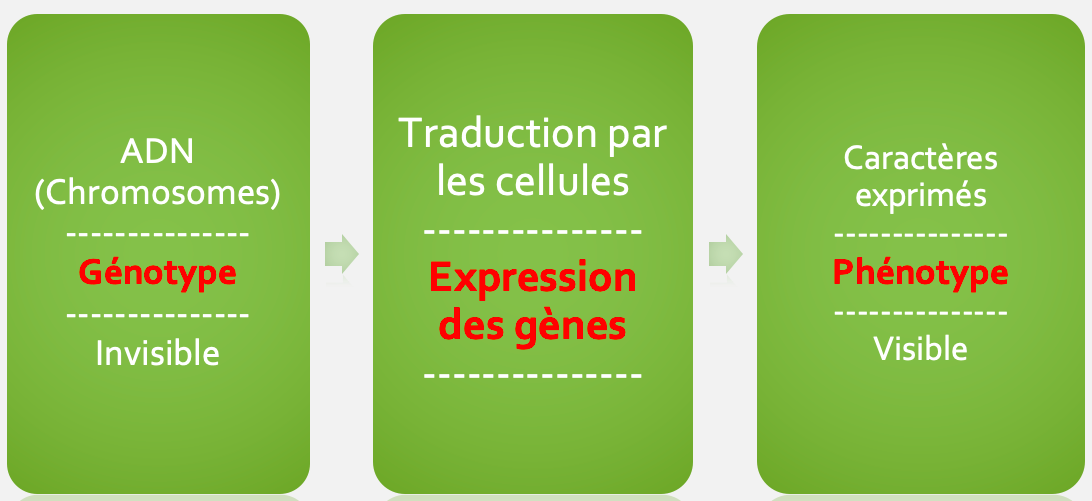 ADN
(Chromosomes)
---------------
Génotype
---------------
Invisible
Traduction par
les cellules
---------------
Expression
des gènes
---------------
Caractères
exprimés
---------------
Phénotype
---------------
Visible